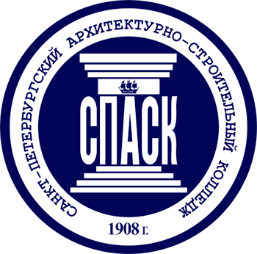 САНКТ-ПЕТЕРБУРГСКИЙ АРХИТЕКТУРНО-СТРОИТЕЛЬНЫЙ КОЛЛЕДЖ
СПАСК
1908 г.